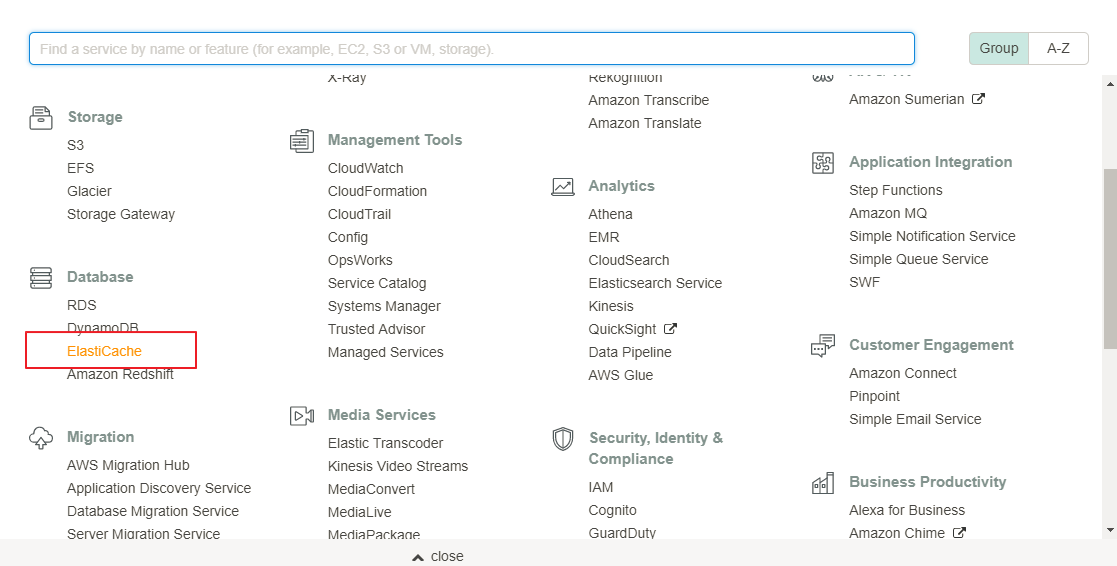 Find a service by name or feature (for example, EC2, S3 or VM, storage).
Group
A-Z
Storage
S3
EFS
Glacier
Storage Gateway
Database
RDS
DynamoDB
ElastiCache
Amazon Redshift
Migration
AWS Migration Hub
Application Discovery Service
Database Migration Service
Server Migration Service
X-Ray
Management Tools
CloudWatch
CloudFormation
CloudTrail
Config
OpsWorks
Service Catalog
Systems Manager
Trusted Advisor
Managed Services
Media Services
Elastic Transcoder
Kinesis Video Streams
MediaConvert
MediaLive
MediaPackage
Rekognition
Amazon Transcribe
Amazon Translate
Analytics
Athena
EMR
CloudSearch
Elasticsearch Service
Kinesis
QuickSight
Data Pipeline
AWS Glue
Security, Identity &
Compliance
IAM
Cognito
GuardDuty
Amazon Sumerian
Application Integration
Step Functions
Amazon MQ
Simple Notification Service
Simple Queue Service
SWF
Customer Engagement
Amazon Connect
Pinpoint
Simple Email Service
Business Productivity
Alexa for Business
Amazon Chime
close